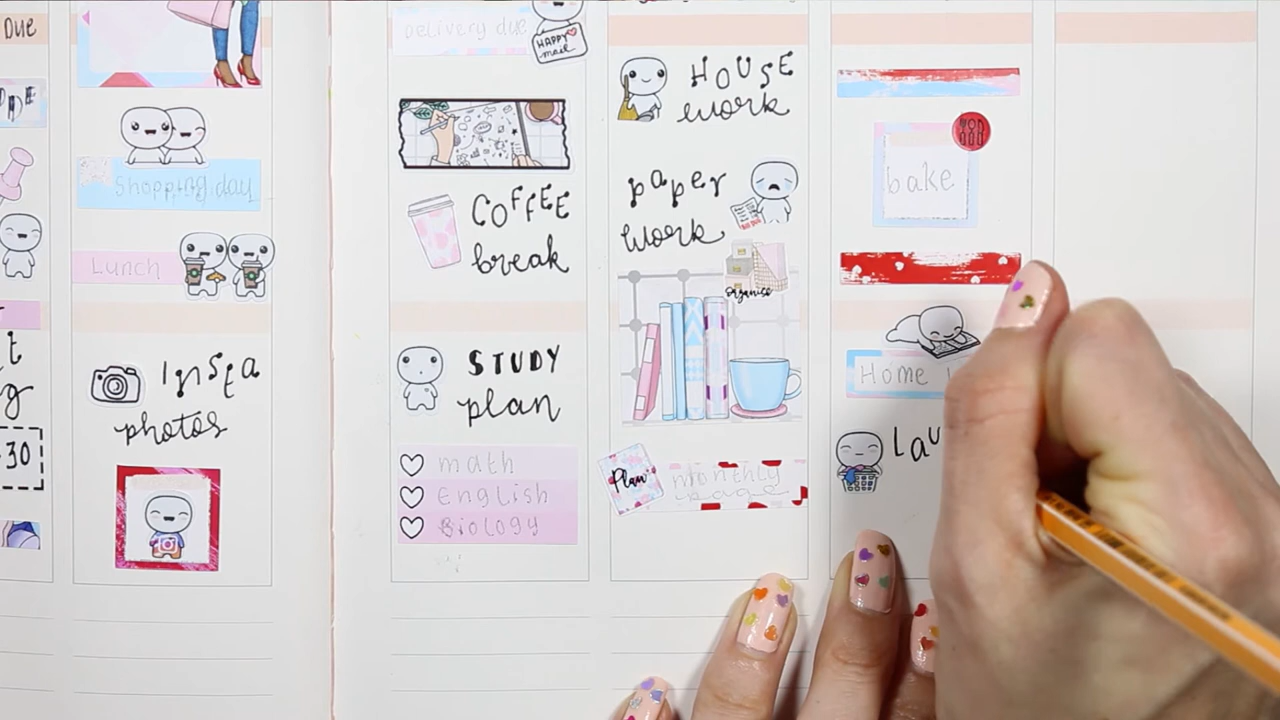 Due
Shopping day
Lunch
Insta
photos
30
Delivery due
HAPPY
mail
COFFEE
break
STUDY
plan
math
English
Biology
HOUSE
work
paper
work
organise
Plan
monthly
page
bake
Home